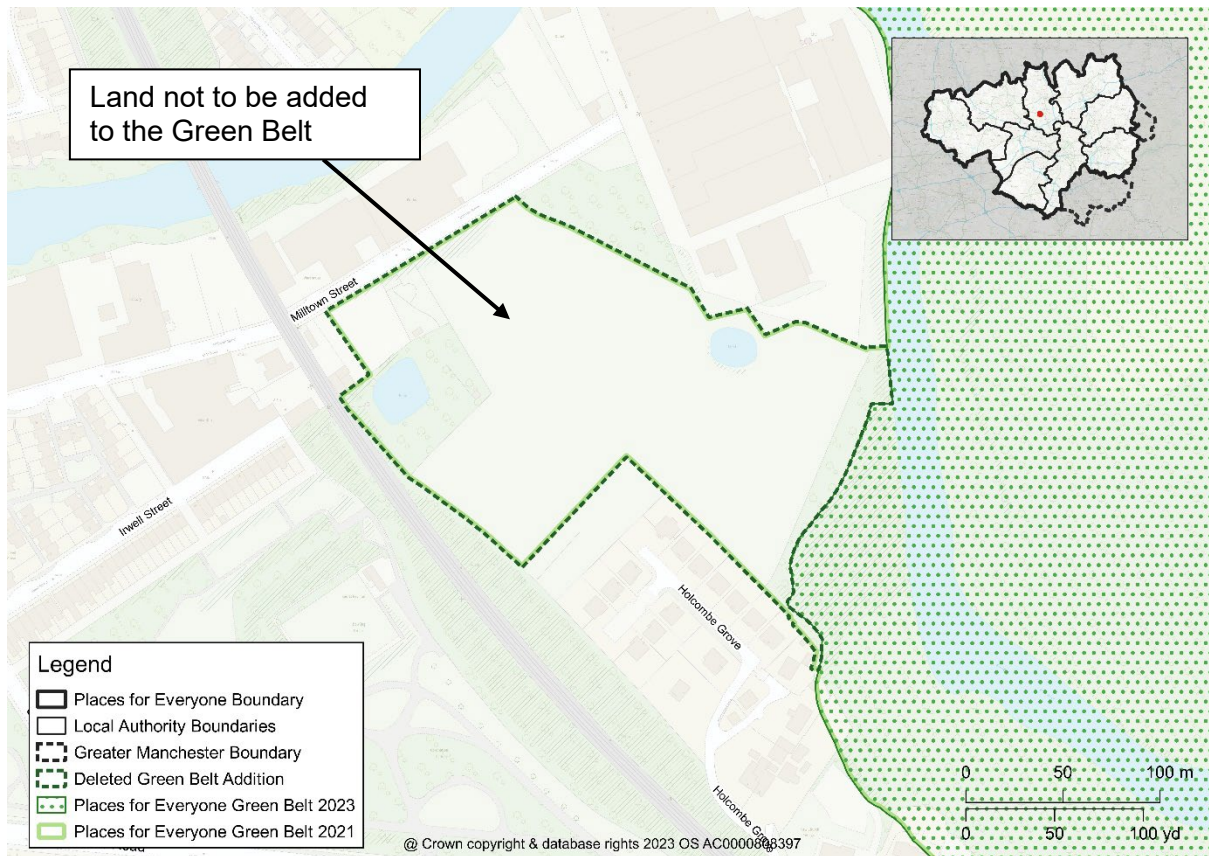 Land not to be added
to the Green Belt
Milltown Street
Irwell Street
Holcombe Grove
Holcombe Grove
Legend
Places for Everyone Boundary
Local Authority Boundaries
Greater Manchester Boundary
Deleted Green Belt Addition
Places for Everyone Green Belt 2023
Places for Everyone Green Belt 2021
0 50 100 m
0 50 100 yd
@ Crown copyright & database rights 2023 OS AC0000808397